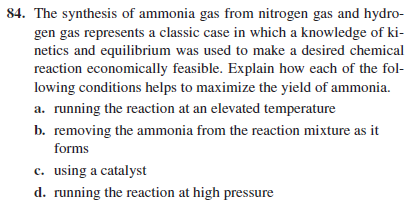 84. The synthesis of ammonia gas from nitrogen gas and hydro-
gen gas represents a classic case in which a knowledge of ki-
netics and equilibrium was used to make a desired chemical
reaction economically feasible. Explain how each of the fol-
lowing conditions helps to maximize the yield of ammonia.
a. running the reaction at an elevated temperature
b. removing the ammonia from the reaction mixture as it
forms
c. using a catalyst
d. running the reaction at high pressure